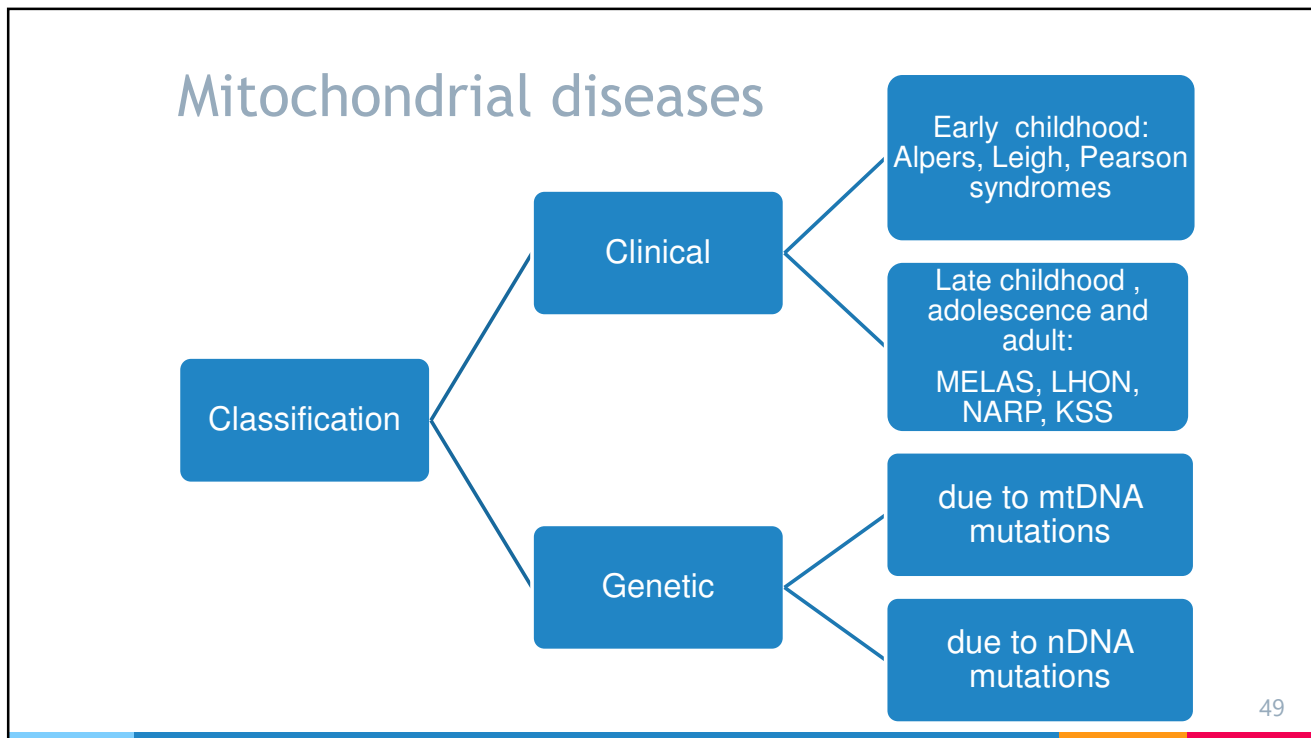 Mitochondrial diseases
Classification
Clinical
Early childhood:
Alpers, Leigh, Pearson
syndromes
Late childhood ,
adolescence and
adult:
MELAS, LHON,
NARP, KSS
Genetic
due to mtDNA
mutations
due to nDNA
mutations
49